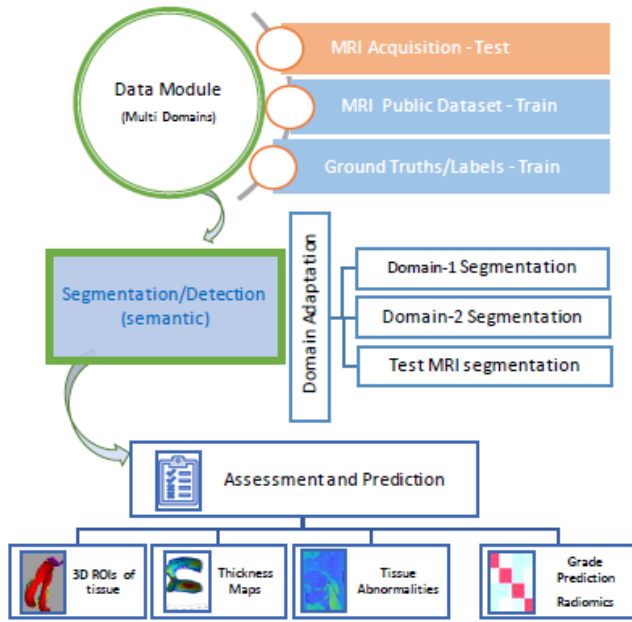 MRI Acquisition - Test
Data Module
(Multi Domains)
MRI Public Dataset - Train
Ground Truths/Labels - Train
Segmentation/Detection
(semantic)
Domain Adaptation
Domain-1 Segmentation
Domain-2 Segmentation
Test MRI segmentation
Assessment and Prediction
3D ROIs of
tissue
Thickness
Maps
Tissue
Abnormalities
Grade
Prediction
Radiomics